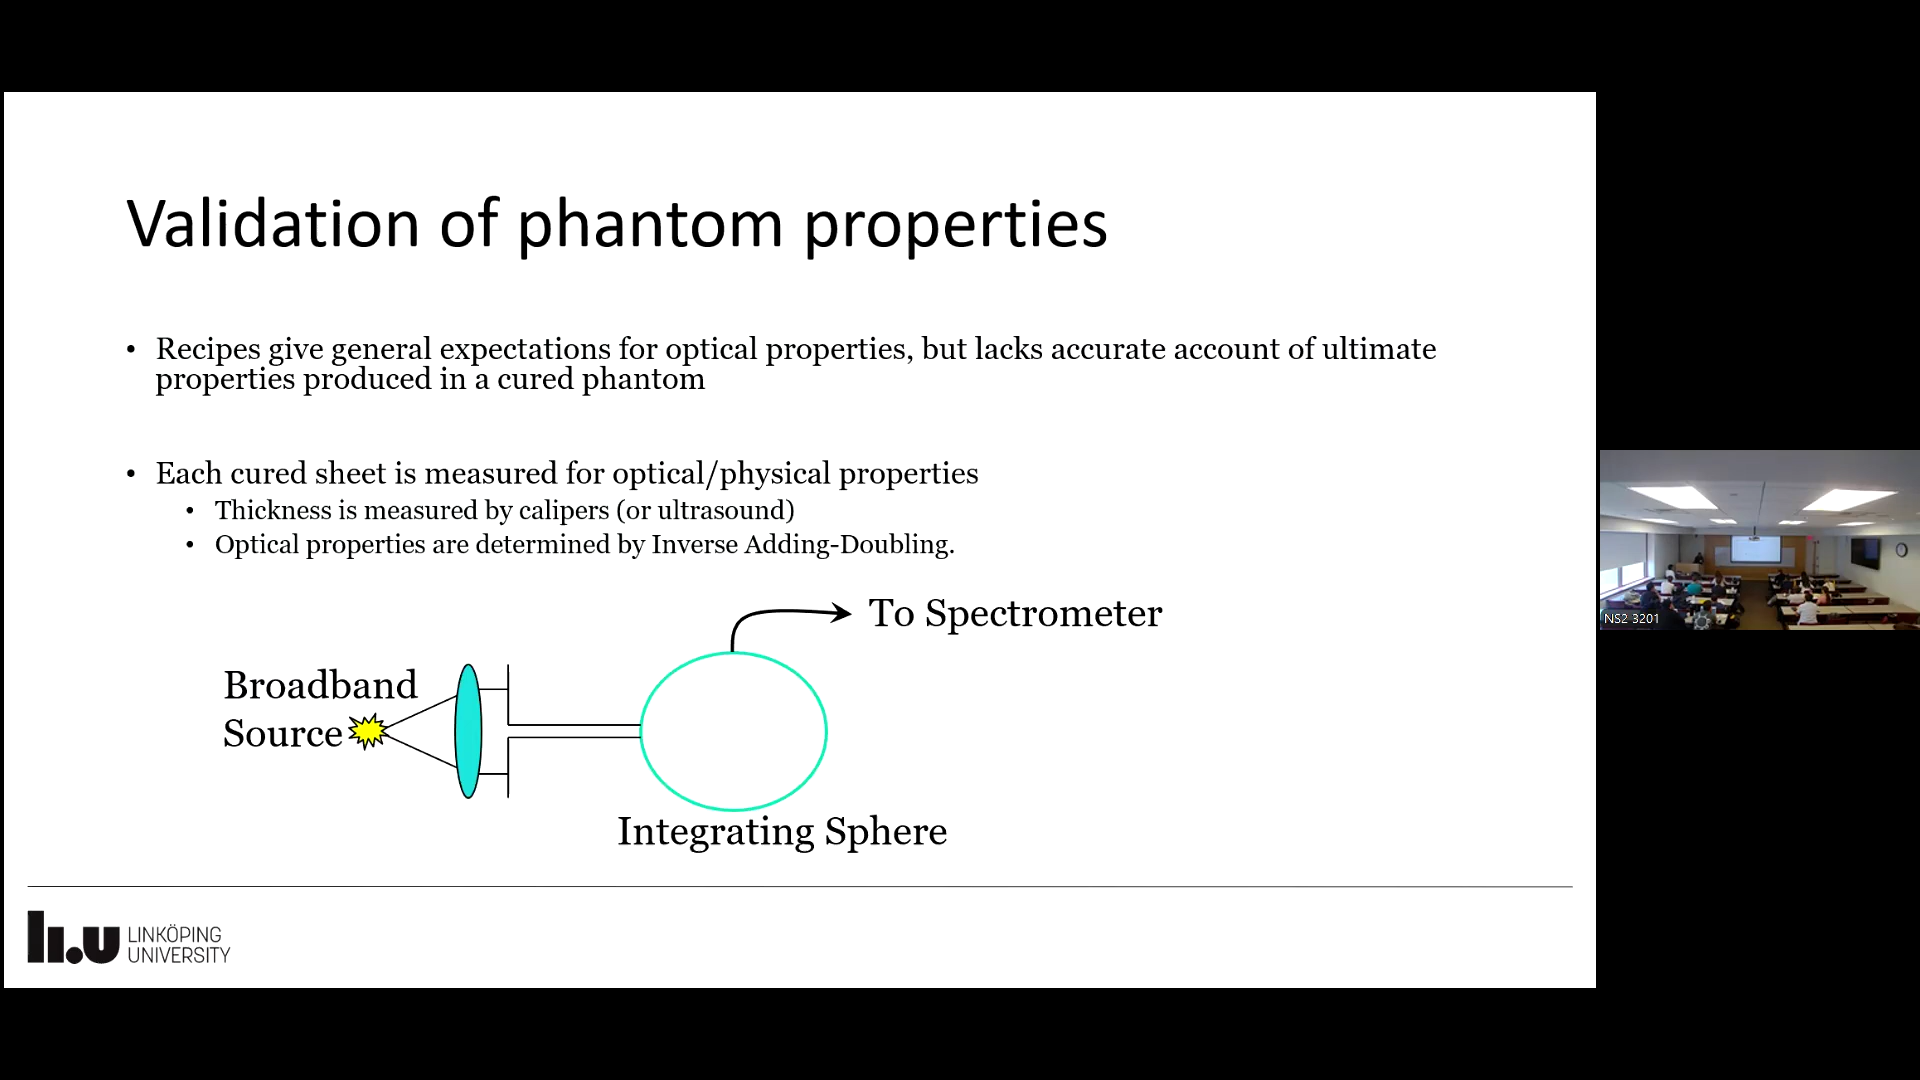 Validation of phantom properties
• Recipes give general expectations for optical properties, but lacks accurate account of ultimate
properties produced in a cured phantom
• Each cured sheet is measured for optical/physical properties
• Thickness is measured by calipers (or ultrasound)
• Optical properties are determined by Inverse Adding-Doubling.
To Spectrometer
Broadband
Source
Integrating Sphere
li.u LINKÖPING
UNIVERSITY
NS2 3201